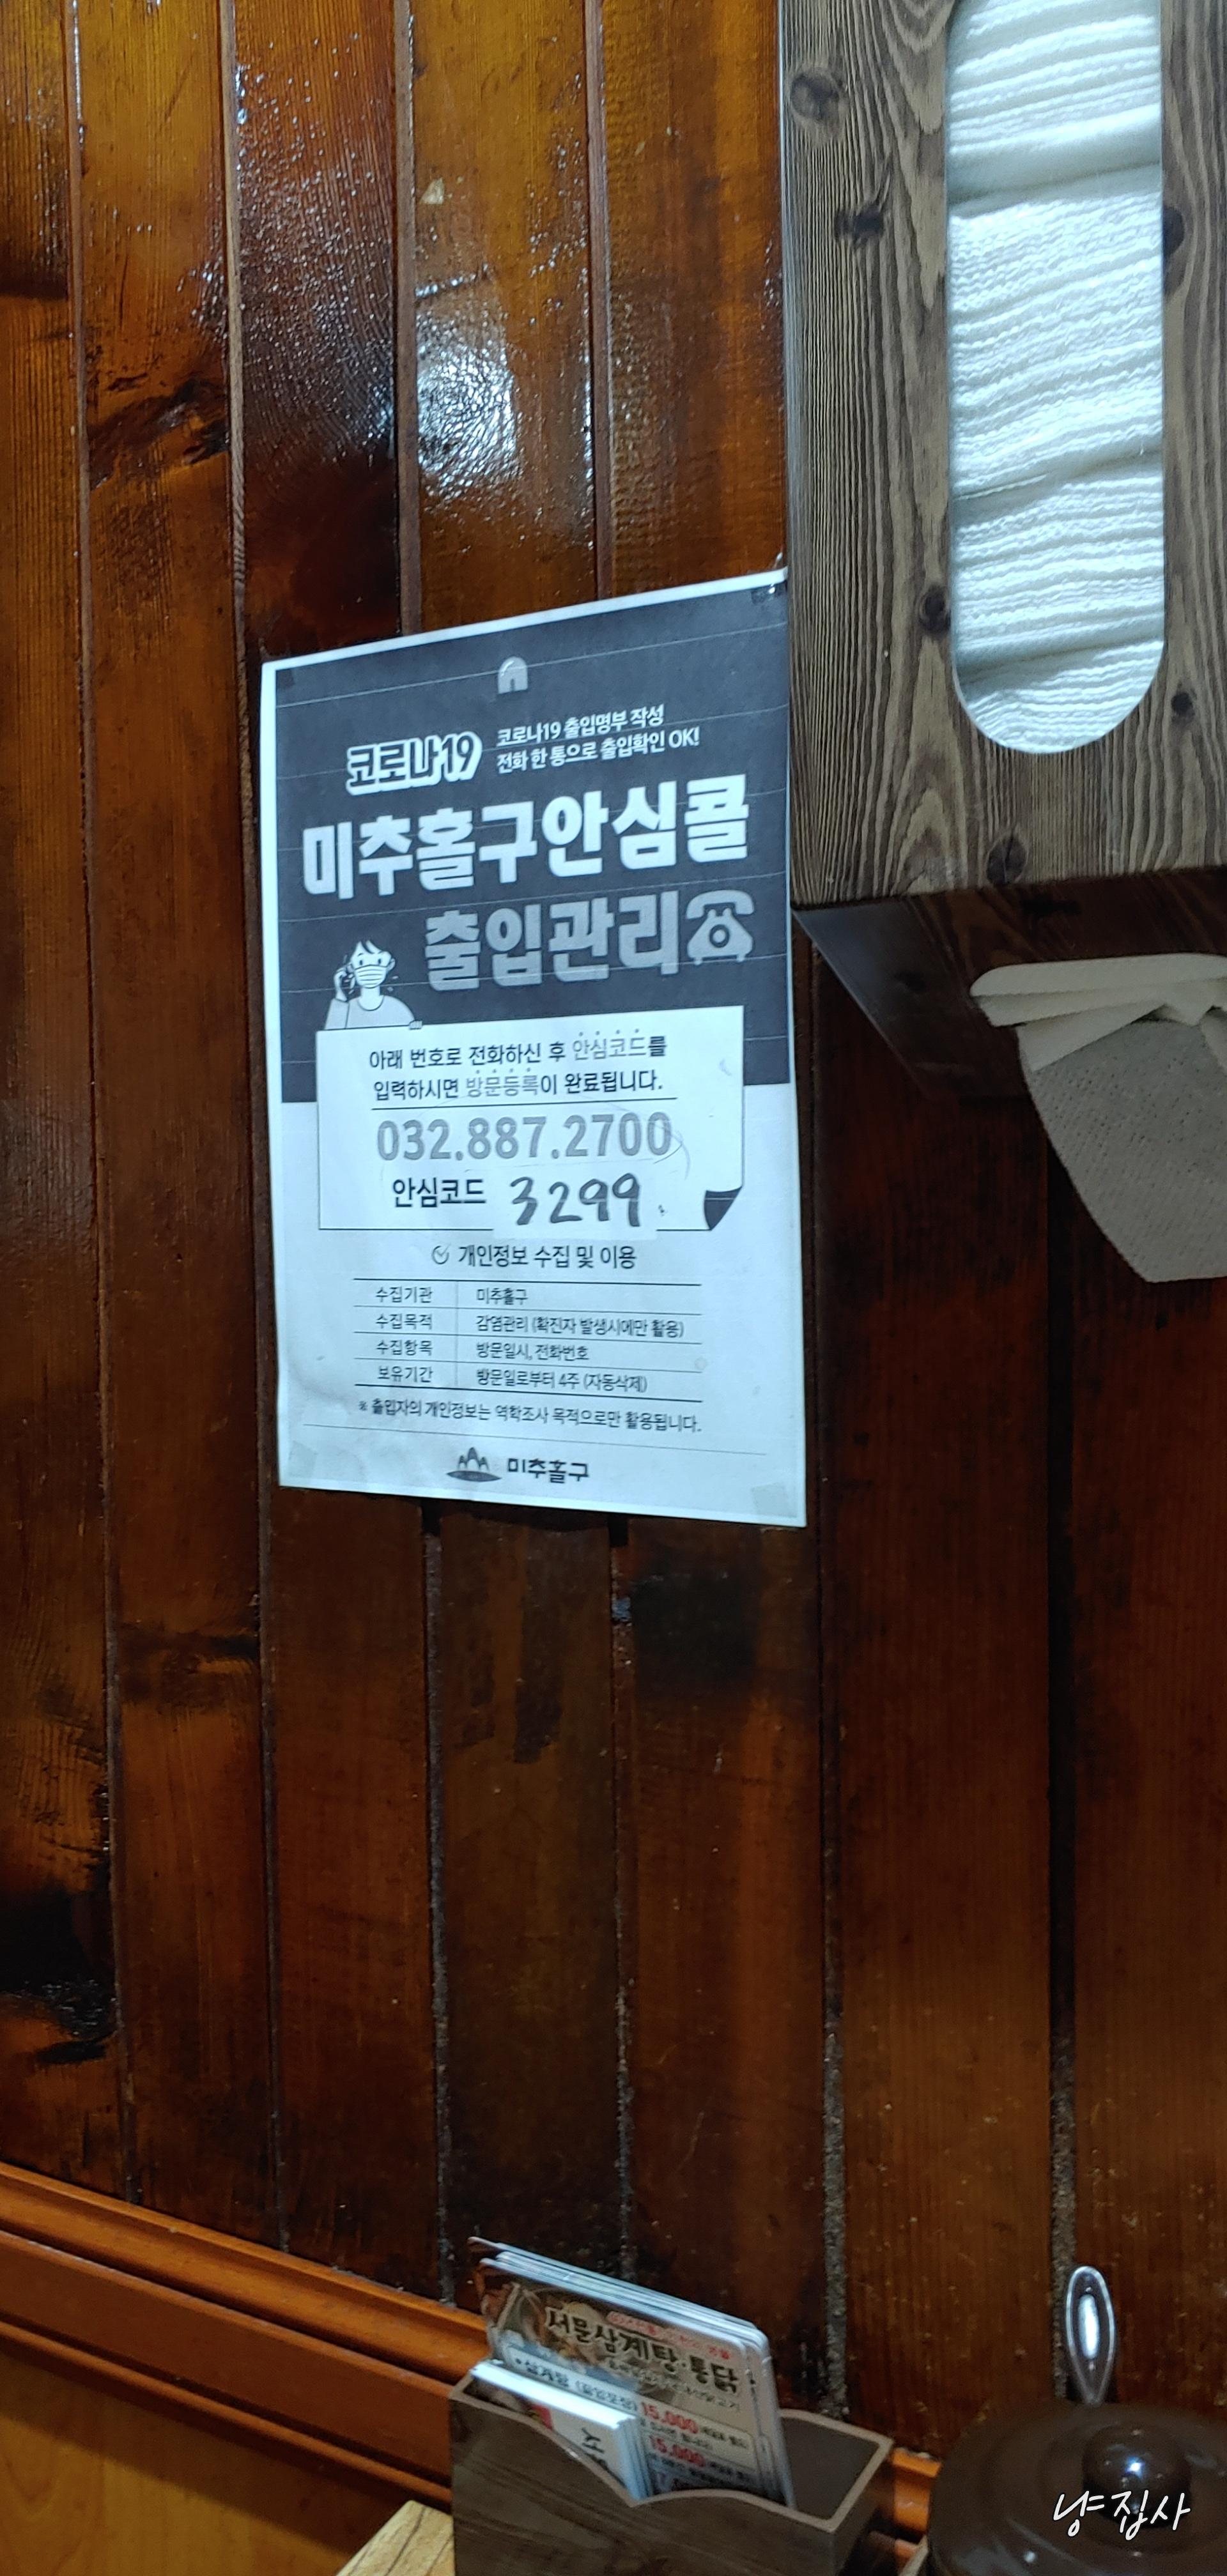 코로나19
코로나19 출입명부 작성
전화 한 통으로 출입확인 OK!
미추홀구안심콜
출입관리
아래 번호로 전화하신 후 안심코드를
입력하시면 방문등록이 완료됩니다.
032.887.2700
안심코드 3299
개인정보 수집 및 이용
수집기관 미추홀구
수집목적 감염관리 (확진자 발생시에만 활용)
수집항목 방문일시, 전화번호
보유기간 방문일로부터 4주 (자동삭제)
※ 출입자의 개인정보는 역학조사 목적으로만 활용됩니다.
미추홀구
서문삼계탕·통닭
•삼계탕 15,000
15,000
냥집사